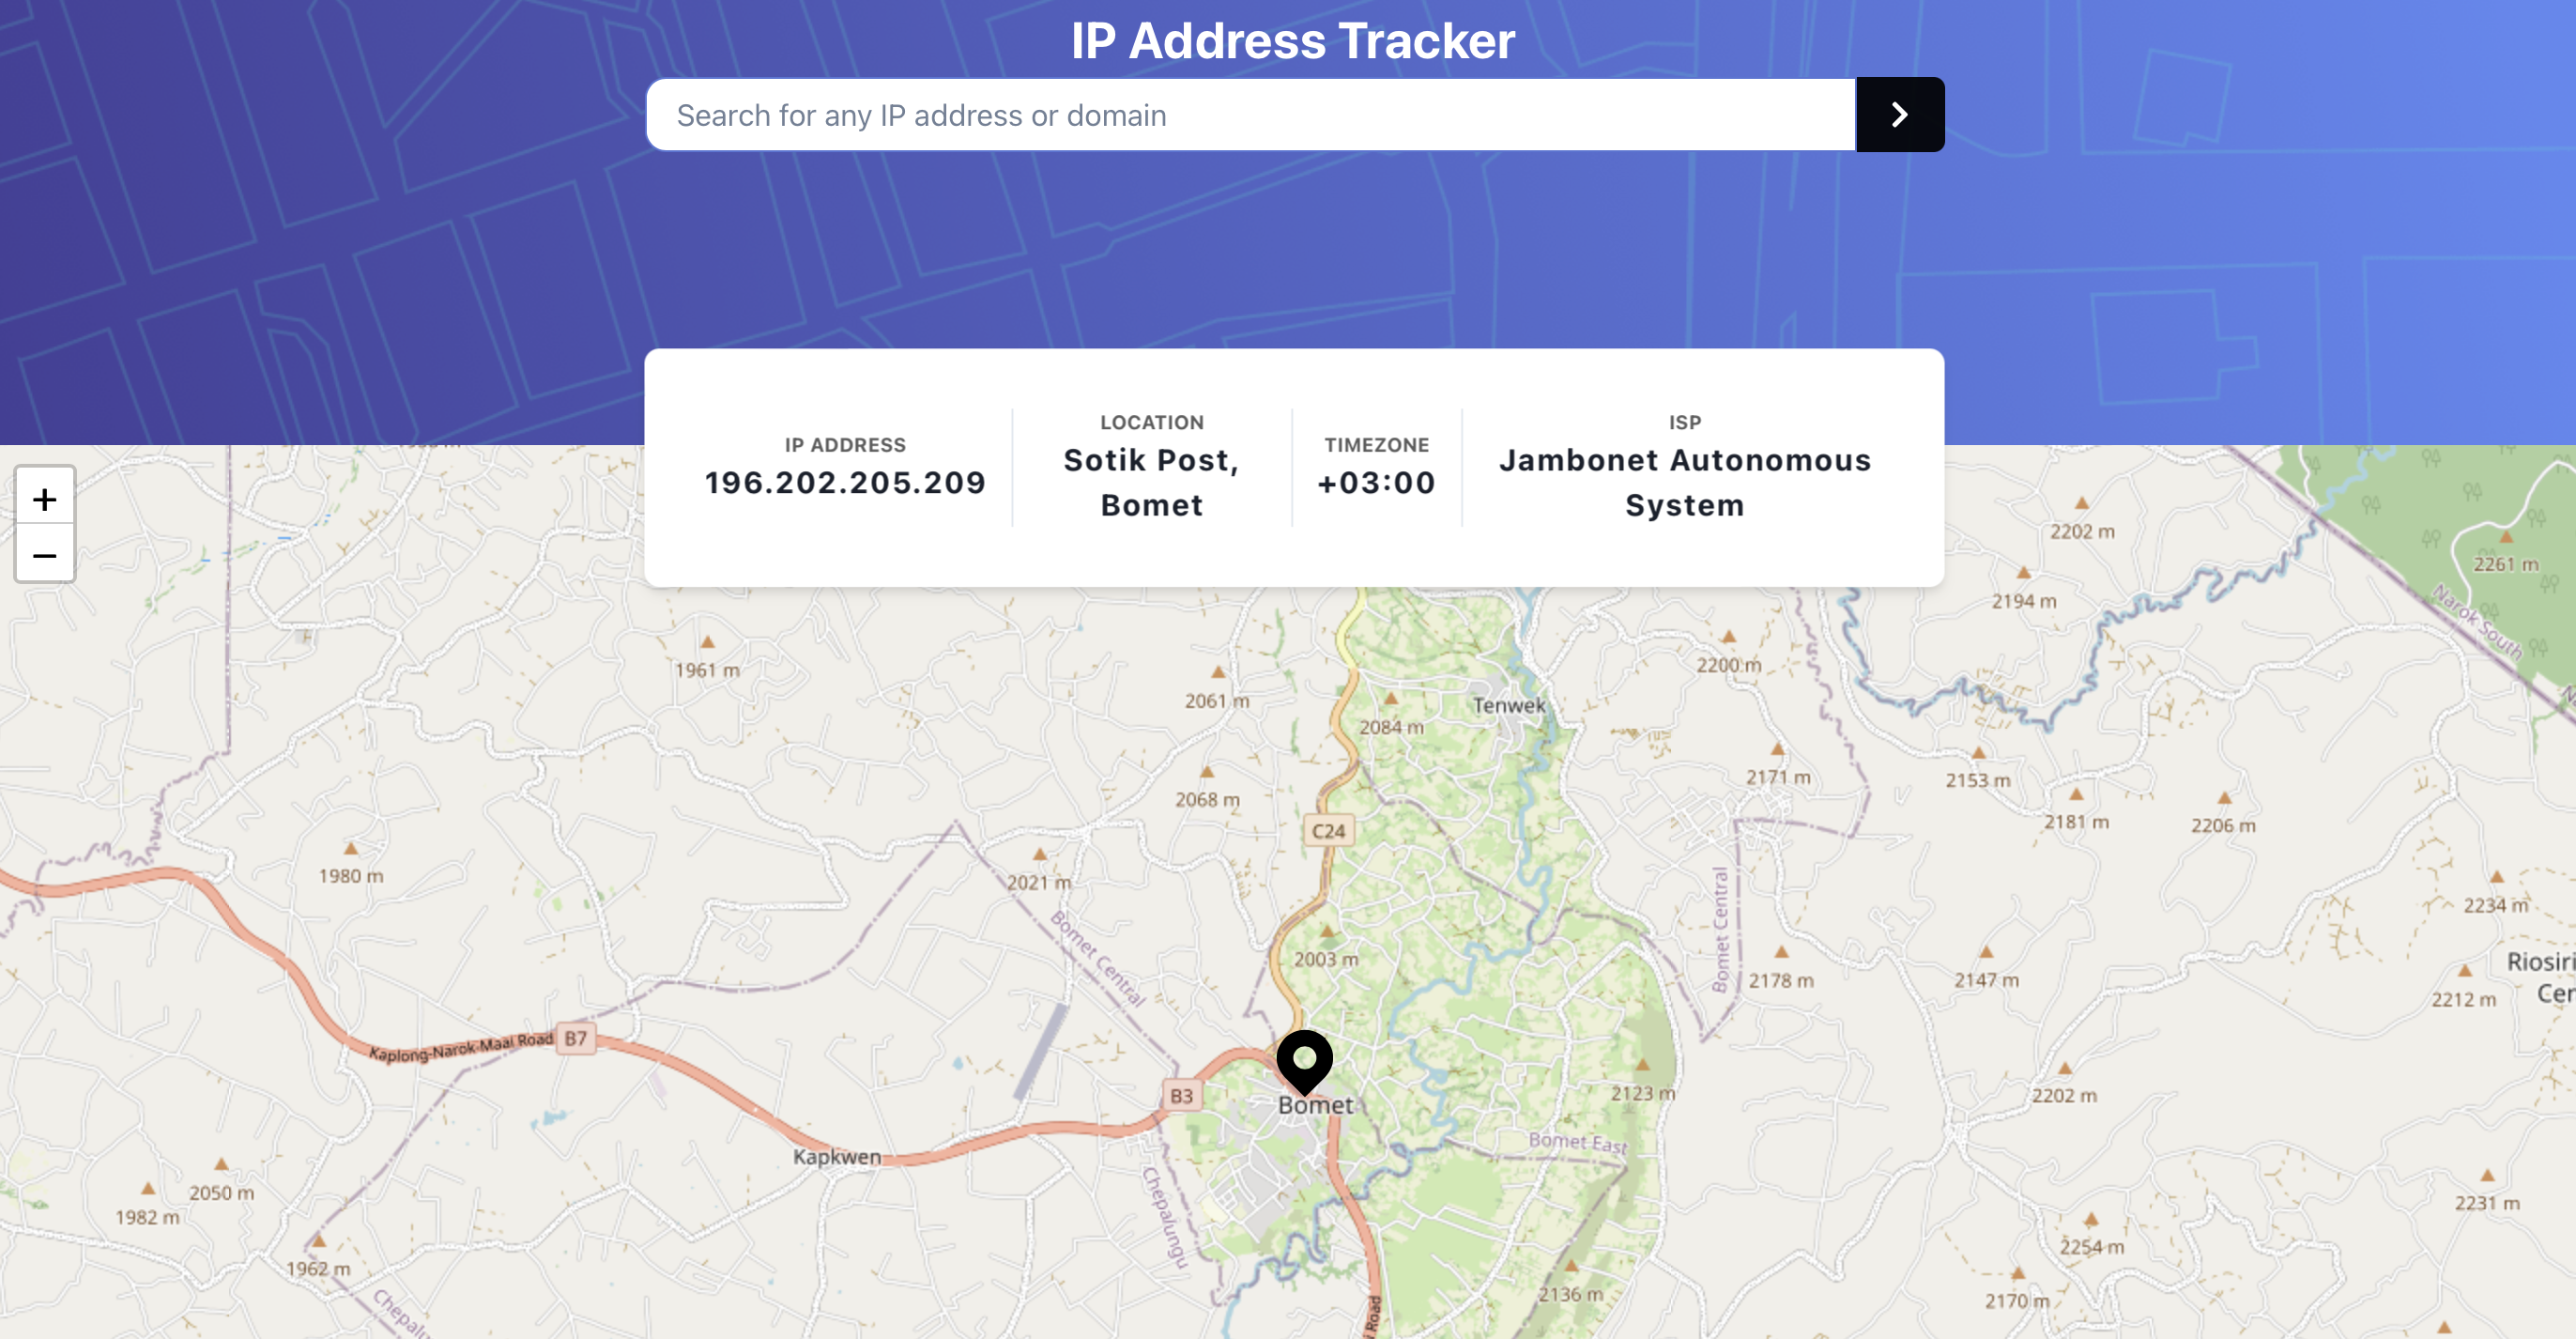 IP Address Tracker
Search for any IP address or domain
IP ADDRESS
196.202.205.209
LOCATION
Sotik Post,
Bomet
TIMEZONE
+03:00
ISP
Jambonet Autonomous
System
+
−
2202 m
2261 m
2194 m
Narok South
1961 m
2200 m
2061 m
Tenwek
2084 m
2171 m
2153 m
2068 m
2181 m
2206 m
C24
1980 m
2021 m
2234 m
Bomet Central
Bomet Central
2003 m
2178 m
2147 m
Riosiri
Cen
2212 m
Kaplong-Narok-Maai Road
B7
B3
Bomet
2123 m
2202 m
Bomet East
Kapkwen
Chepalungu
2050 m
1982 m
2231 m
2254 m
1962 m
2136 m
2170 m
Chepalu
Road